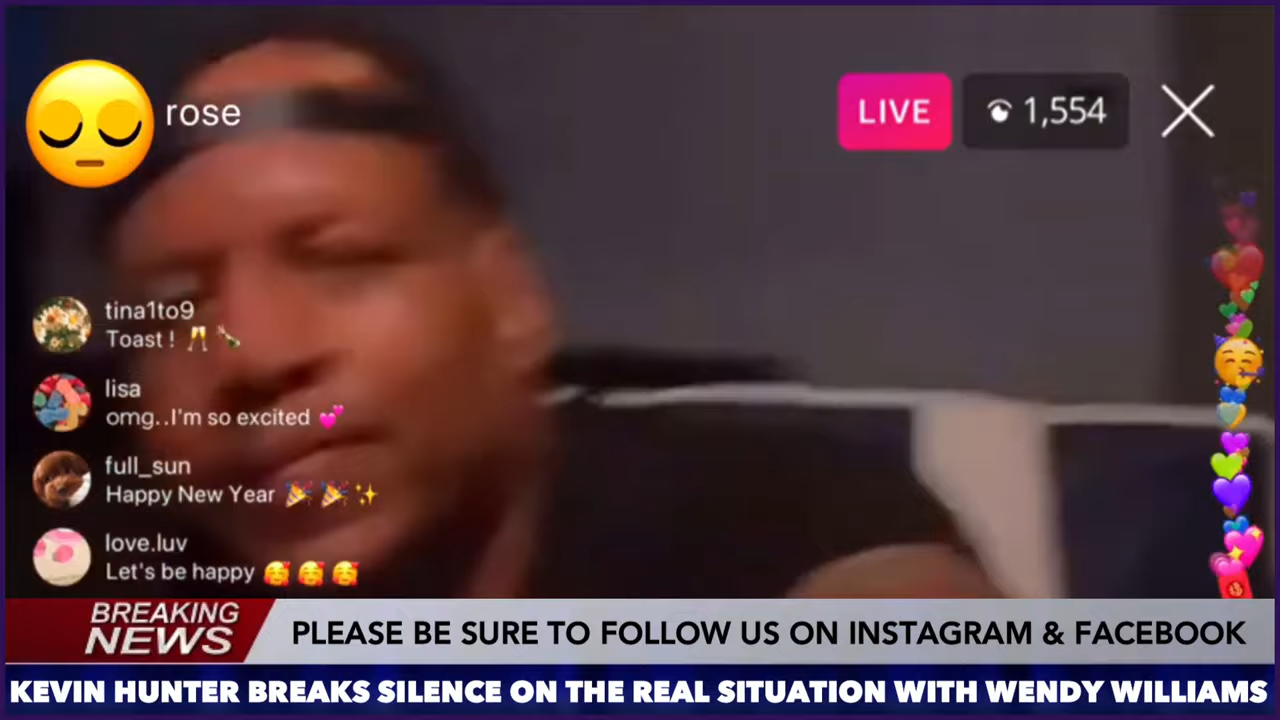 rose
LIVE
1,554
tina1to9
Toast ! 🥂 🍾
lisa
omg..I'm so excited 💕
full_sun
Happy New Year 🎉 🎉 ✨
love.luv
Let's be happy 🥰 🥰 🥰
BREAKING
NEWS
PLEASE BE SURE TO FOLLOW US ON INSTAGRAM & FACEBOOK
KEVIN HUNTER BREAKS SILENCE ON THE REAL SITUATION WITH WENDY WILLIAMS